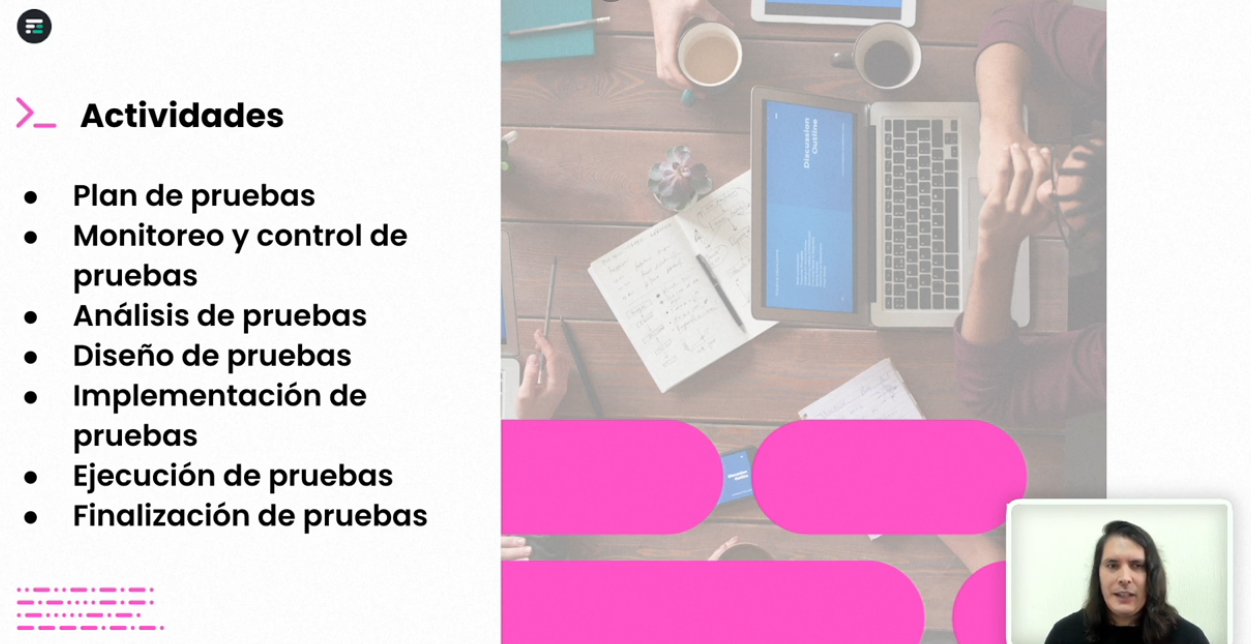 Actividades
● Plan de pruebas
● Monitoreo y control de
pruebas
● Análisis de pruebas
● Diseño de pruebas
● Implementación de
pruebas
● Ejecución de pruebas
● Finalización de pruebas
Discussion
Outline